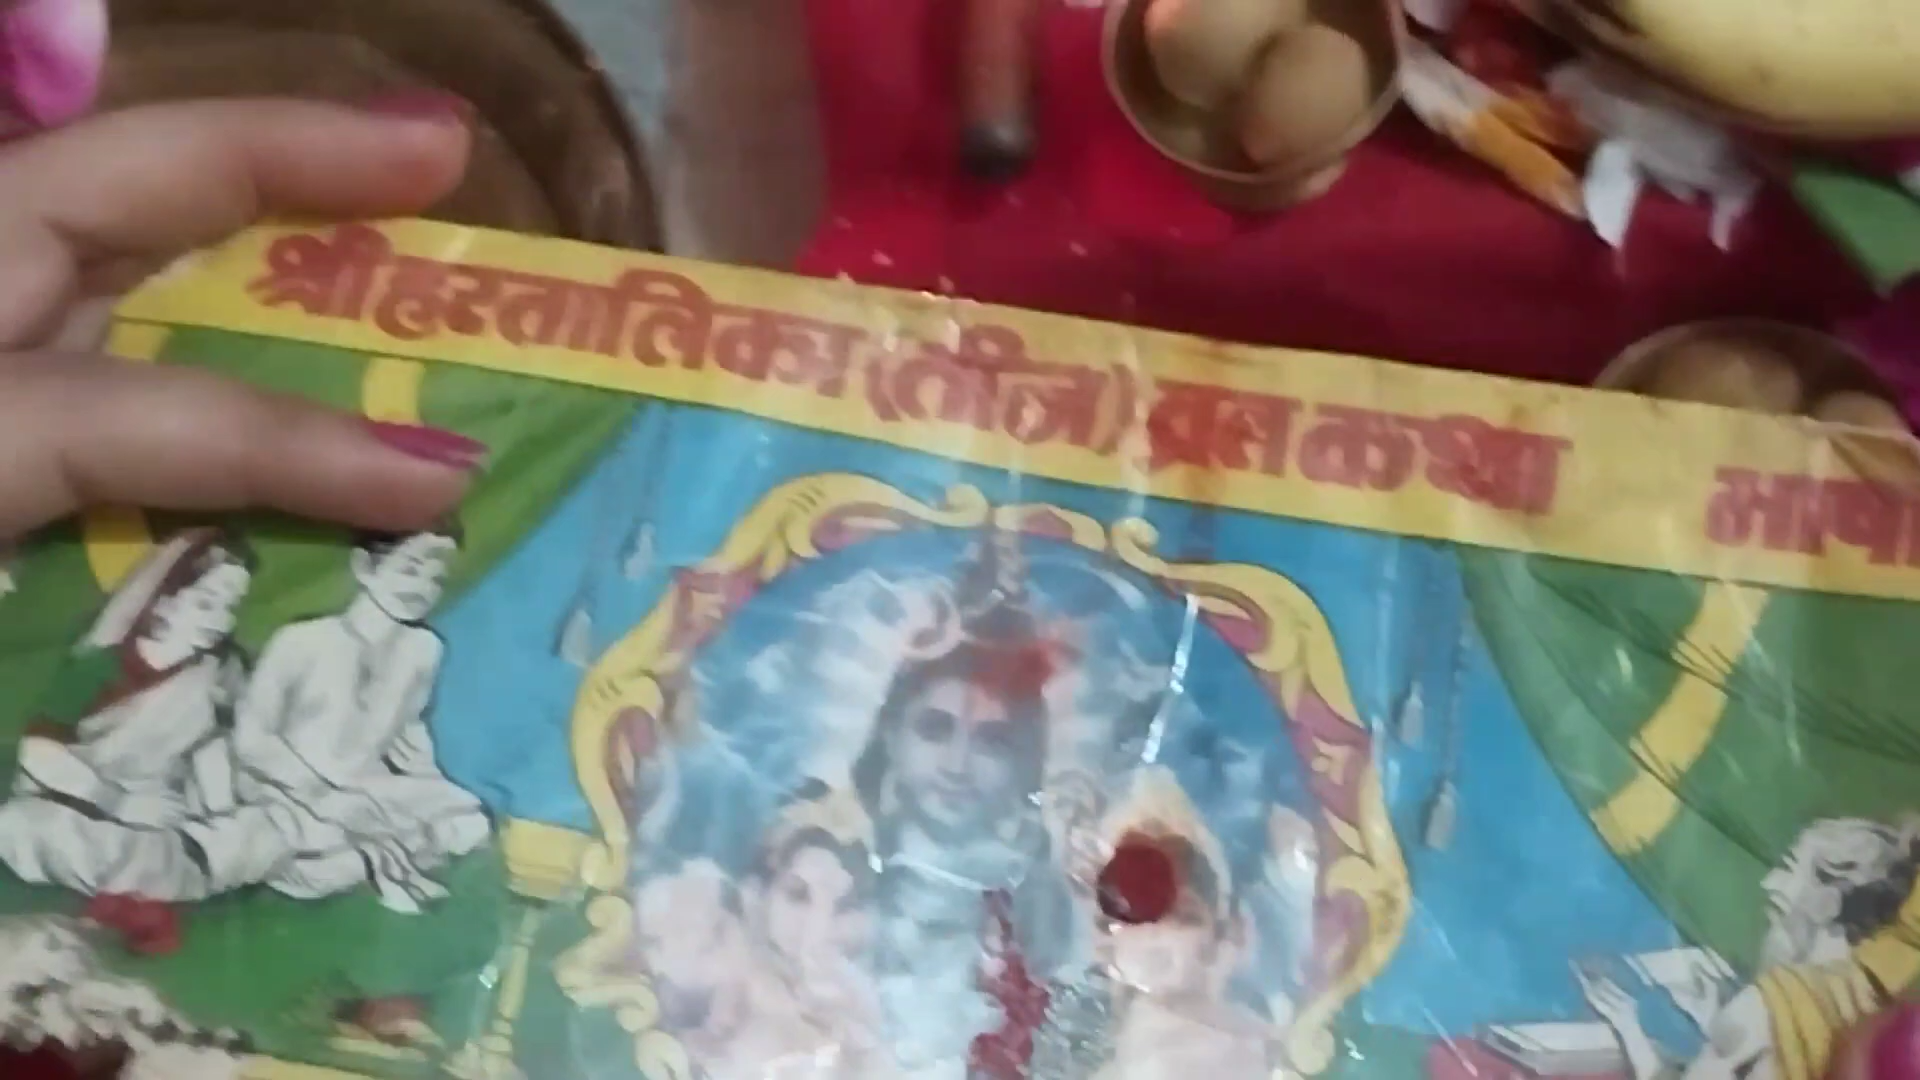 श्री हरतालिका (तीज) व्रत कथा भाषा